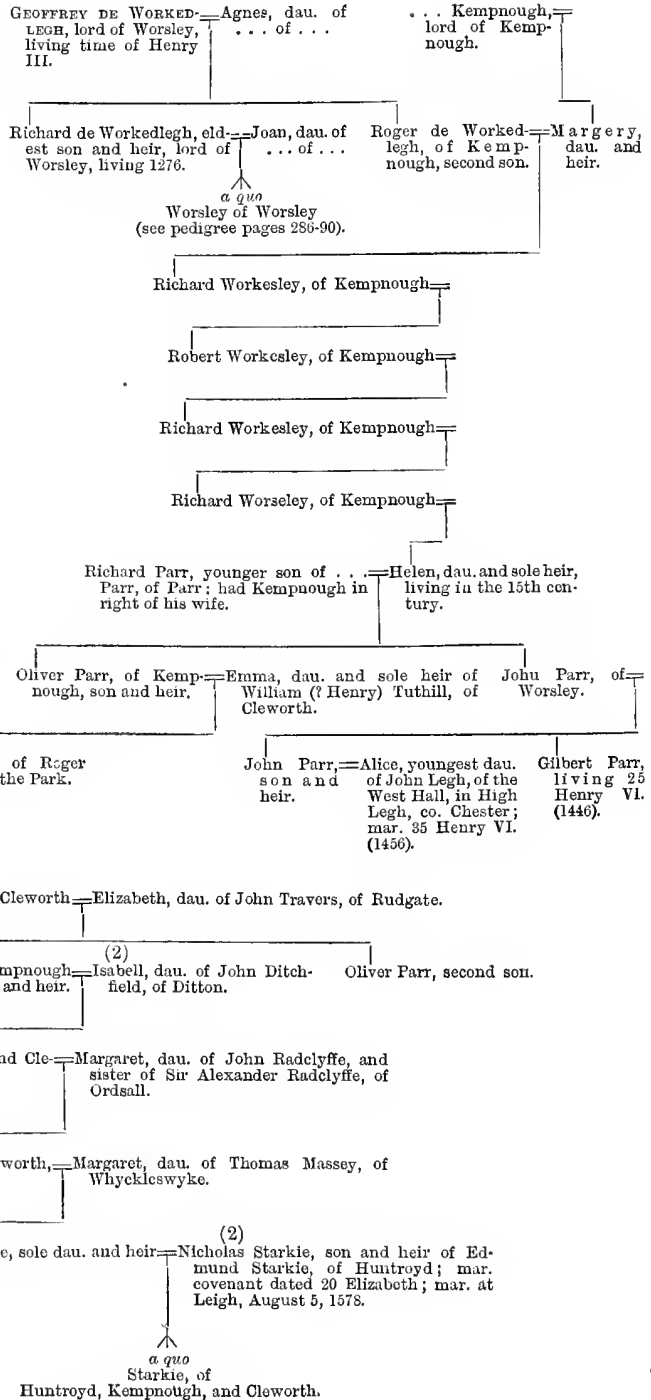 GEOFFREY DE WORKED-
LEGH, lord of Worsley,
living time of Henry
III.
Agnes, dau. of
. . . of . . .
. . . Kempnough,
lord of Kemp-
nough.
Richard de Workedlegh, eld-
est son and heir, lord of
Worsley, living 1276.
Joan, dau. of
. . . of . . .
Roger de Worked-
legh, of Kemp-
nough, second son.
Margery,
dau. and
heir.
a quo
Worsley of Worsley
(see pedigree pages 286-90).
Richard Workesley, of Kempnough
Robert Workesley, of Kempnough
Richard Workesley, of Kempnough
Richard Worseley, of Kempnough
Richard Parr, younger son of . . .
Parr, of Parr: had Kempnough in
right of his wife.
Helen, dau. and sole heir,
living in the 15th cen-
tury.
Oliver Parr, of Kemp-
nough, son and heir.
Emma, dau. and sole heir of
William (? Henry) Tuthill, of
Cleworth.
John Parr, of
Worsley.
of Roger
the Park.
John Parr,
son and
heir.
Alice, youngest dau.
of John Legh, of the
West Hall, in High
Legh, co. Chester;
mar. 35 Henry VI.
(1456).
Gilbert Parr,
living 25
Henry VI.
(1446).
Cleworth
Elizabeth, dau. of John Travers, of Rudgate.
(2)
mpnough
and heir.
Isabell, dau. of John Ditch-
field, of Ditton.
Oliver Parr, second son.
nd Cle-
Margaret, dau. of John Radclyffe, and
sister of Sir Alexander Radclyffe, of
Ordsall.
worth,
Margaret, dau. of Thomas Massey, of
Whyckleswyke.
(2)
e, sole dau. and heir
Nicholas Starkie, son and heir of Ed-
mund Starkie, of Huntroyd; mar.
covenant dated 20 Elizabeth; mar. at
Leigh, August 5, 1578.
a quo
Starkie, of
Huntroyd, Kempnough, and Cleworth.